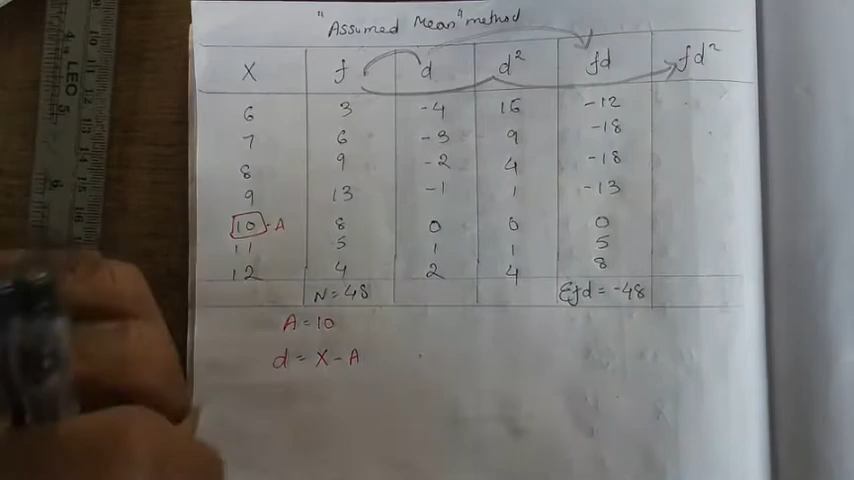 "Assumed Mean" method
X f d d² fd fd²
6 3 -4 16 -12
7 6 -3 9 -18
8 9 -2 4 -18
9 13 -1 1 -13
10 -A 8 0 0 0
11 5 1 1 5
12 4 2 4 8
N = 48 Σfd = -48
A = 10
d = X - A